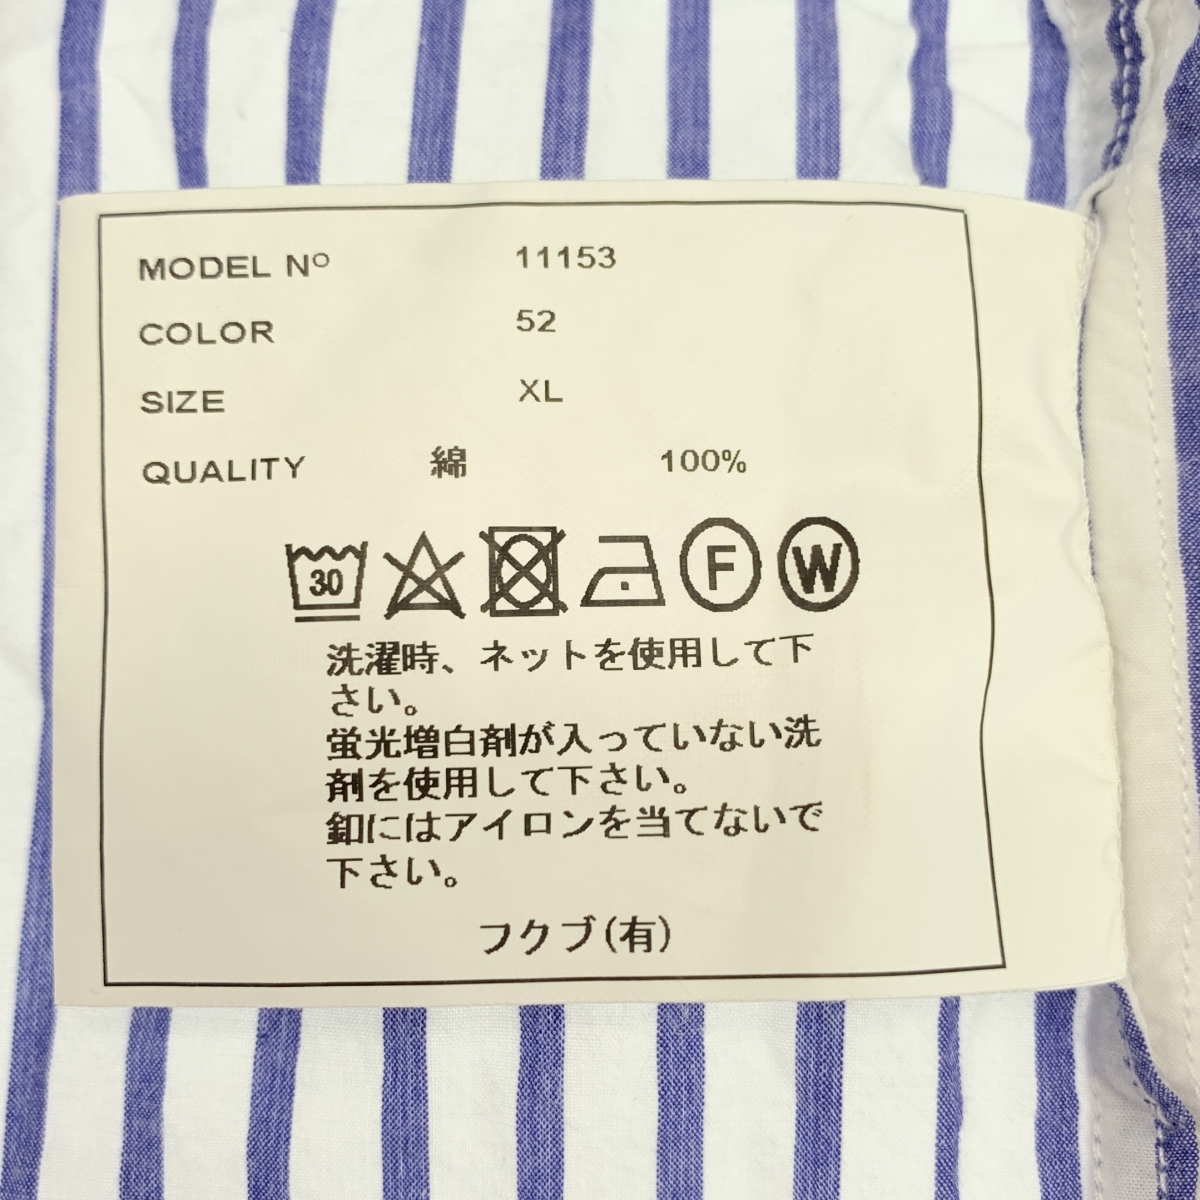 MODEL Nº 11153
COLOR 52
SIZE XL
QUALITY 綿 100%
30 F W
洗濯時、ネットを使用して下
さい。
蛍光増白剤が入っていない洗
剤を使用して下さい。
釦にはアイロンを当てないで
下さい。
フクブ(有)